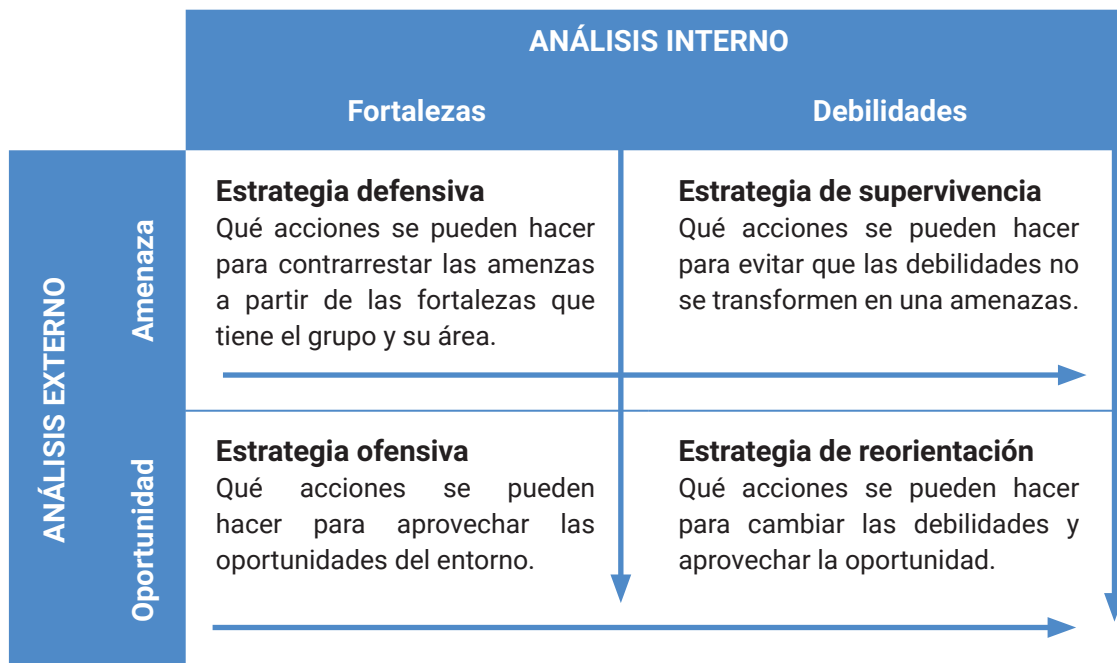 ANÁLISIS INTERNO
Fortalezas
Debilidades
ANÁLISIS EXTERNO
Amenaza
Estrategia defensiva
Qué acciones se pueden hacer
para contrarrestar las amenzas
a partir de las fortalezas que
tiene el grupo y su área.
Estrategia de supervivencia
Qué acciones se pueden hacer
para evitar que las debilidades no
se transformen en una amenazas.
Oportunidad
Estrategia ofensiva
Qué acciones se pueden
hacer para aprovechar las
oportunidades del entorno.
Estrategia de reorientación
Qué acciones se pueden hacer
para cambiar las debilidades y
aprovechar la oportunidad.